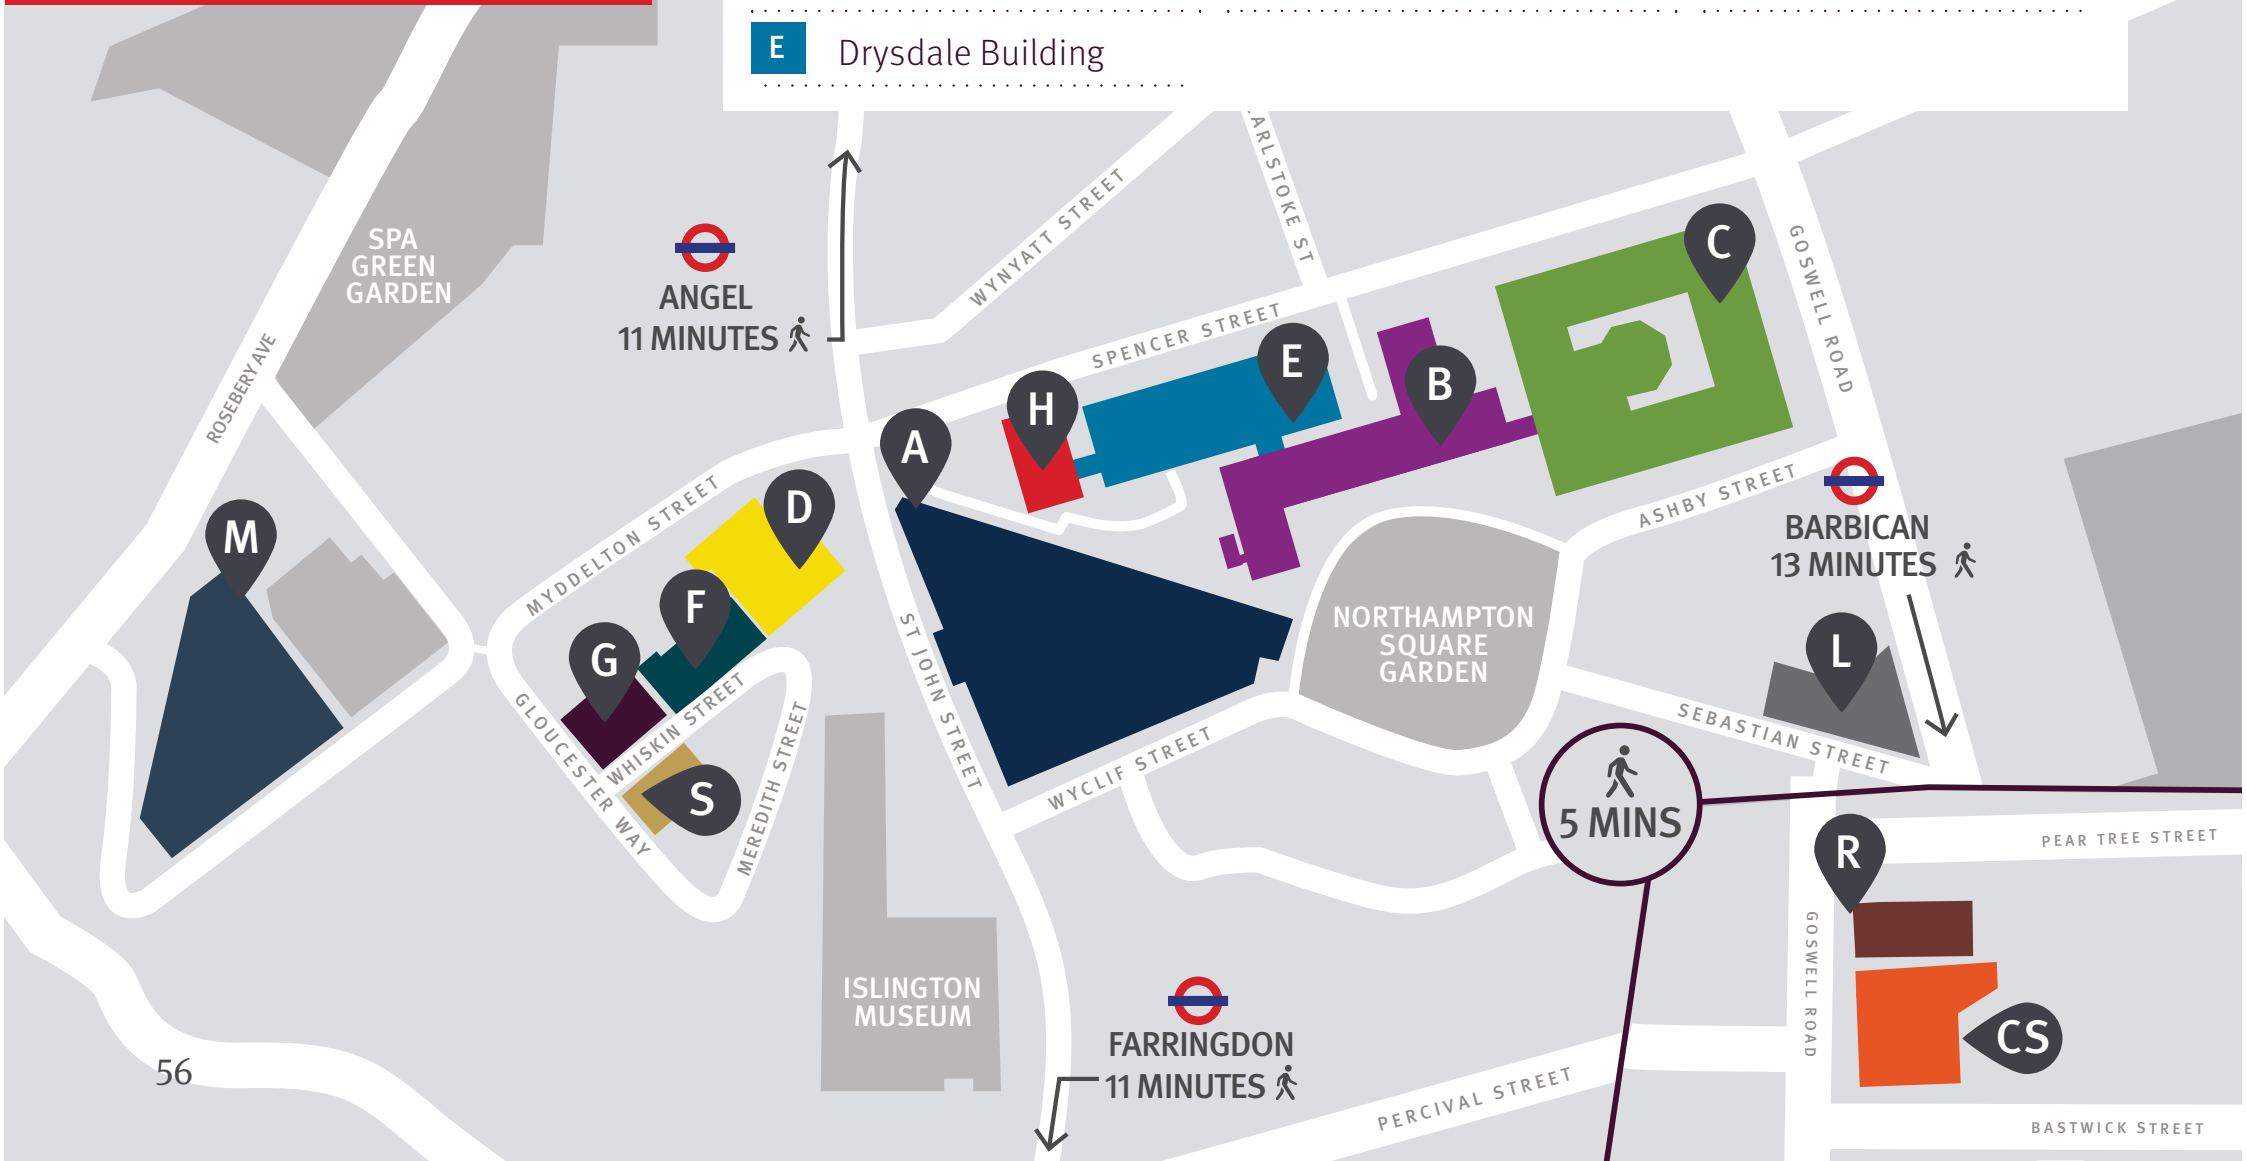 E Drysdale Building
ARLSTOKE ST
WYNYATT STREET
SPA
GREEN
GARDEN
ANGEL
11 MINUTES
C
GOSWELL ROAD
SPENCER STREET
ROSEBERY AVE
E
B
H
A
D
M
MYDDELTON STREET
ASHBY STREET
BARBICAN
13 MINUTES
F
G
ST JOHN STREET
NORTHAMPTON
SQUARE
GARDEN
L
GLOUCESTER WAY
WHISKIN STREET
MEREDITH STREET
S
WYCLIF STREET
SEBASTIAN STREET
5 MINS
PEAR TREE STREET
R
GOSWELL ROAD
ISLINGTON
MUSEUM
FARRINGDON
11 MINUTES
CS
56
PERCIVAL STREET
BASTWICK STREET